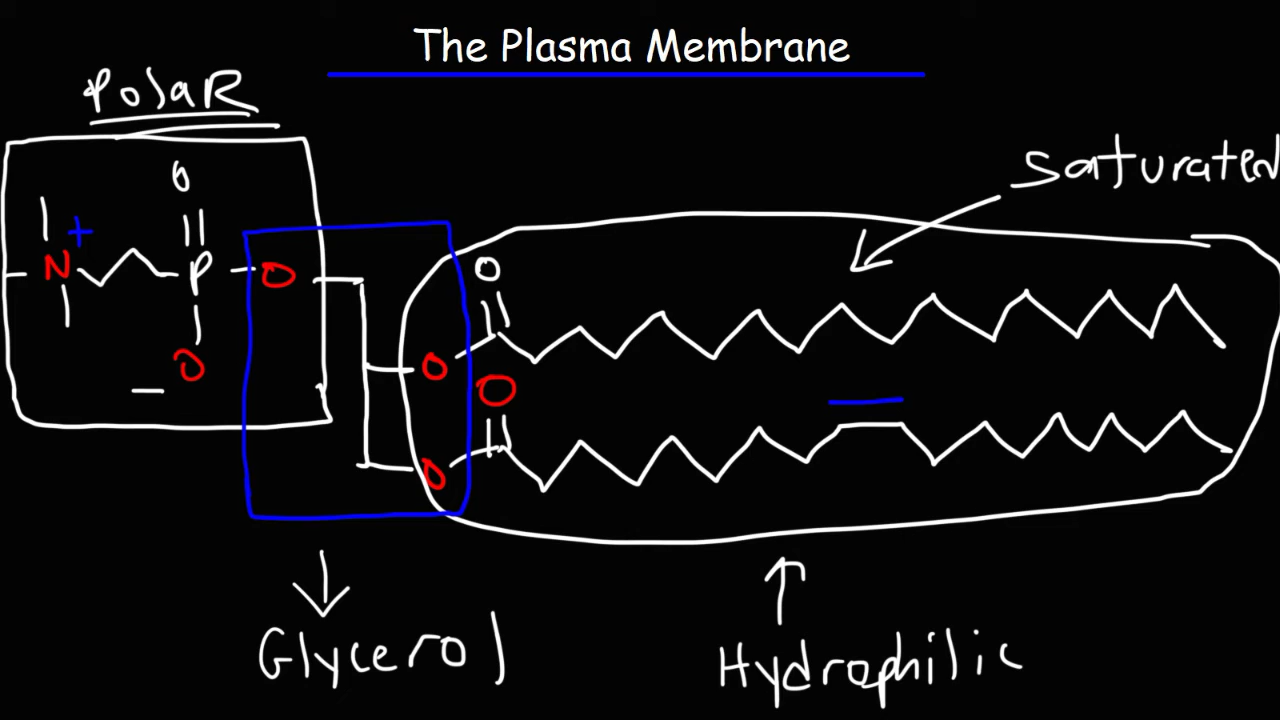 The Plasma Membrane
PolaR
saturated
O
N + P O O
O
O O
–
O
O
Glycerol
Hydrophilic